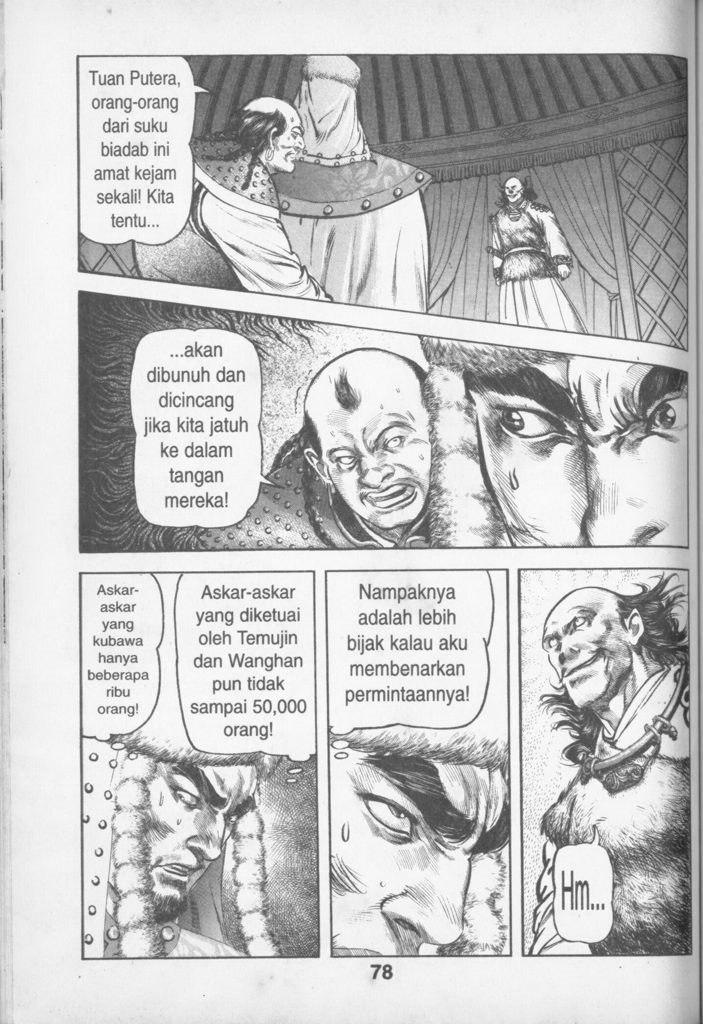 Tuan Putera,
orang-orang
dari suku
biadab ini
amat kejam
sekali! Kita
tentu...
...akan
dibunuh dan
dicincang
jika kita jatuh
ke dalam
tangan
mereka!
Askar-
askar
yang
kubawa
hanya
beberapa
ribu
orang!
Askar-askar
yang diketuai
oleh Temujin
dan Wanghan
pun tidak
sampai 50,000
orang!
Nampaknya
adalah lebih
bijak kalau aku
membenarkan
permintaannya!
Hm...
78